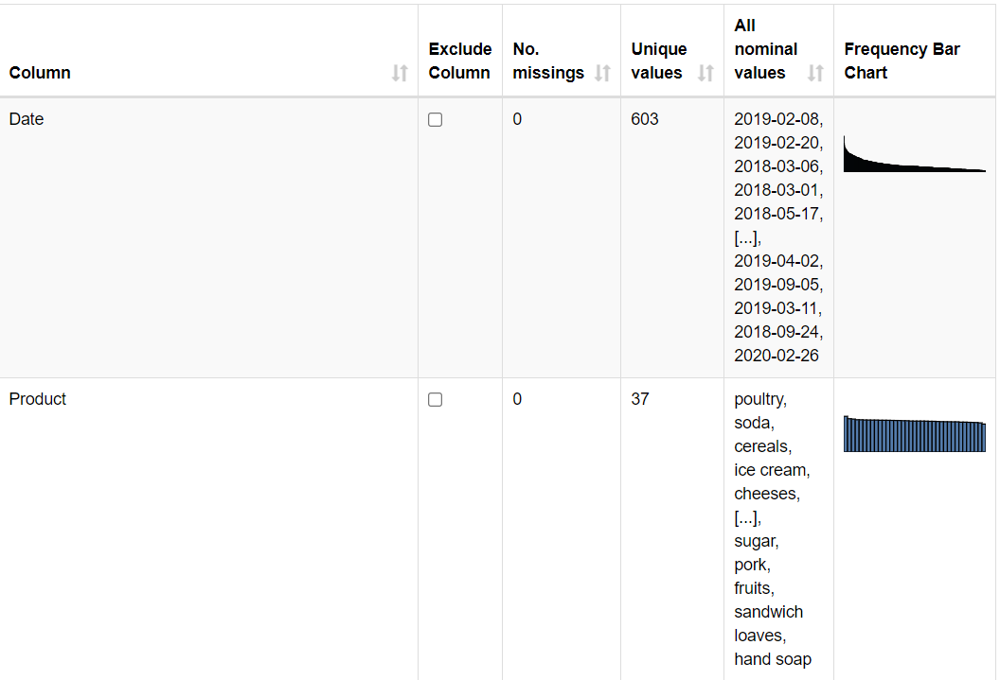 Column
Exclude Column
No. missings
Unique values
All nominal values
Frequency Bar Chart
Date
0
603
2019-02-08,
2019-02-20,
2018-03-06,
2018-03-01,
2018-05-17,
[...],
2019-04-02,
2019-09-05,
2019-03-11,
2018-09-24,
2020-02-26
Product
0
37
poultry,
soda,
cereals,
ice cream,
cheeses,
[...],
sugar,
pork,
fruits,
sandwich
loaves,
hand soap